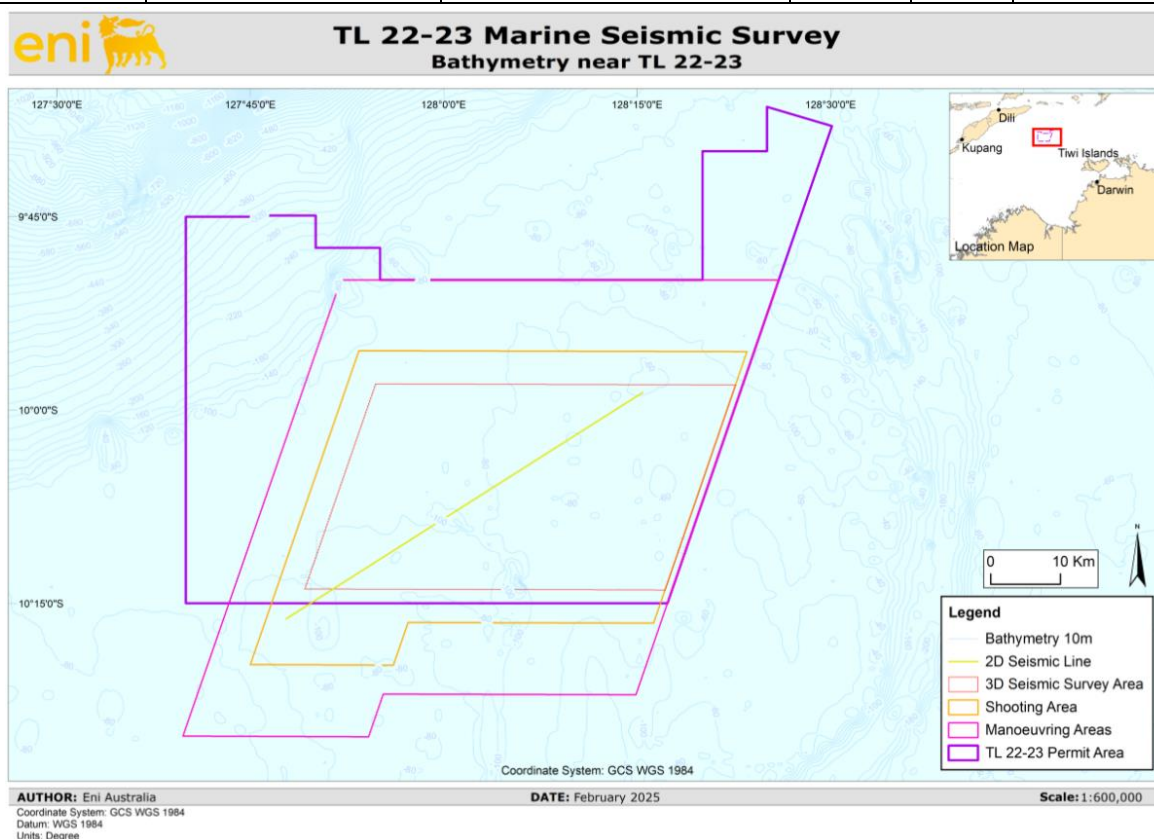 eni
TL 22-23 Marine Seismic Survey
Bathymetry near TL 22-23
127°30'0"E 127°45'0"E 128°0'0"E 128°15'0"E 128°30'0"E
Dili
Kupang
Tiwi Islands
Darwin
Location Map
9°45'0"S
10°0'0"S
10°15'0"S
N
0 10 Km
Legend
Bathymetry 10m
2D Seismic Line
3D Seismic Survey Area
Shooting Area
Manoeuvring Areas
TL 22-23 Permit Area
Coordinate System: GCS WGS 1984
AUTHOR: Eni Australia DATE: February 2025 Scale: 1:600,000
Coordinate System: GCS WGS 1984
Datum: WGS 1984
Units: Degree